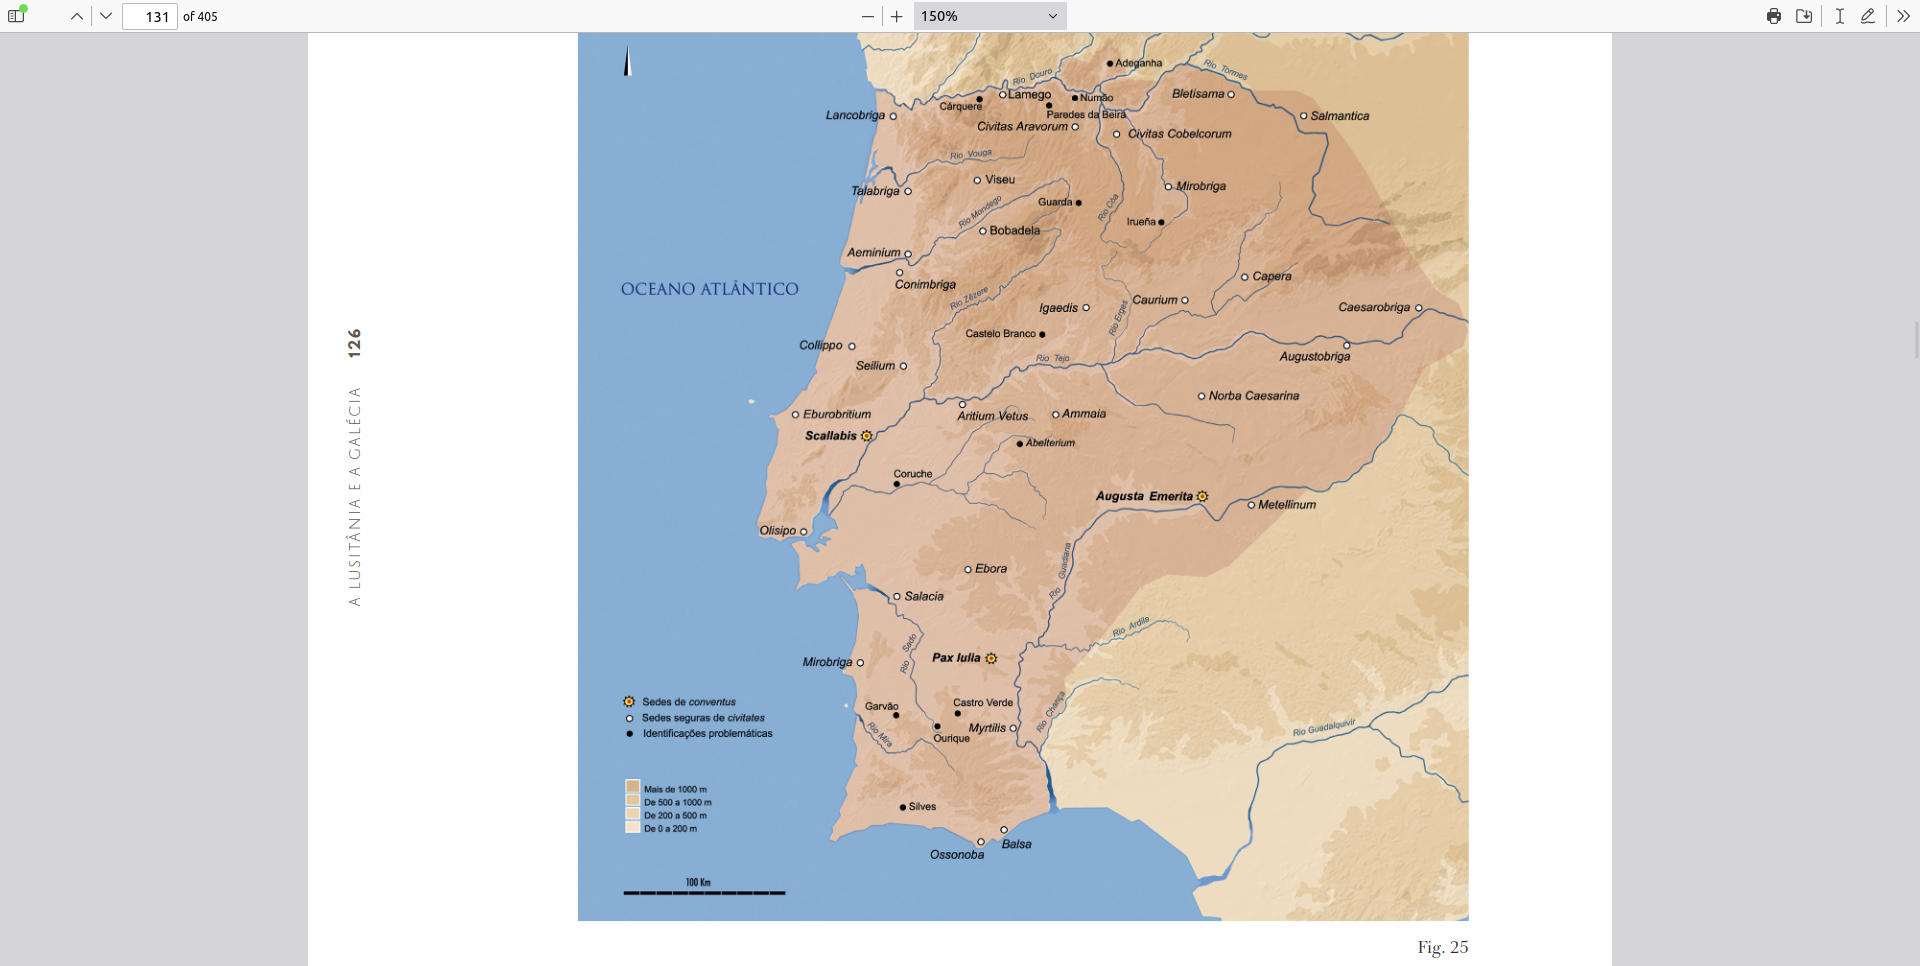 131 of 405
150%
Adeganha
Rio Douro
Rio Tormes
Cárquere
Lamego
Numão
Bletisama
Paredes da Beira
Lancobriga
Salmantica
Civitas Aravorum
Civitas Cobelcorum
Rio Vouga
Viseu
Talabriga
Mirobriga
Guarda
Rio Côa
Rio Mondego
Irueña
Bobadela
Aeminium
Conimbriga
Capera
OCEANO ATLÂNTICO
Rio Zêzere
Igaedis
Caurium
Caesarobriga
Rio Erges
Castelo Branco
Collippo
Seilium
Rio Tejo
Augustobriga
Norba Caesarina
Eburobritium
Aritium Vetus
Ammaia
Scallabis
Abelterium
Coruche
Augusta Emerita
Metellinum
Olisipo
Ebora
Rio Guadiana
Salacia
Rio Ardila
Rio Sado
Pax Iulia
Mirobriga
Garvão
Castro Verde
Rio Chança
Rio Mira
Ourique
Myrtilis
Rio Guadalquivir
Sedes de conventus
Sedes seguras de civitates
Identificações problemáticas
Mais de 1000 m
De 500 a 1000 m
De 200 a 500 m
De 0 a 200 m
Silves
Balsa
Ossonoba
100 Km
A LUSITÂNIA E A GALÉCIA 126
Fig. 25